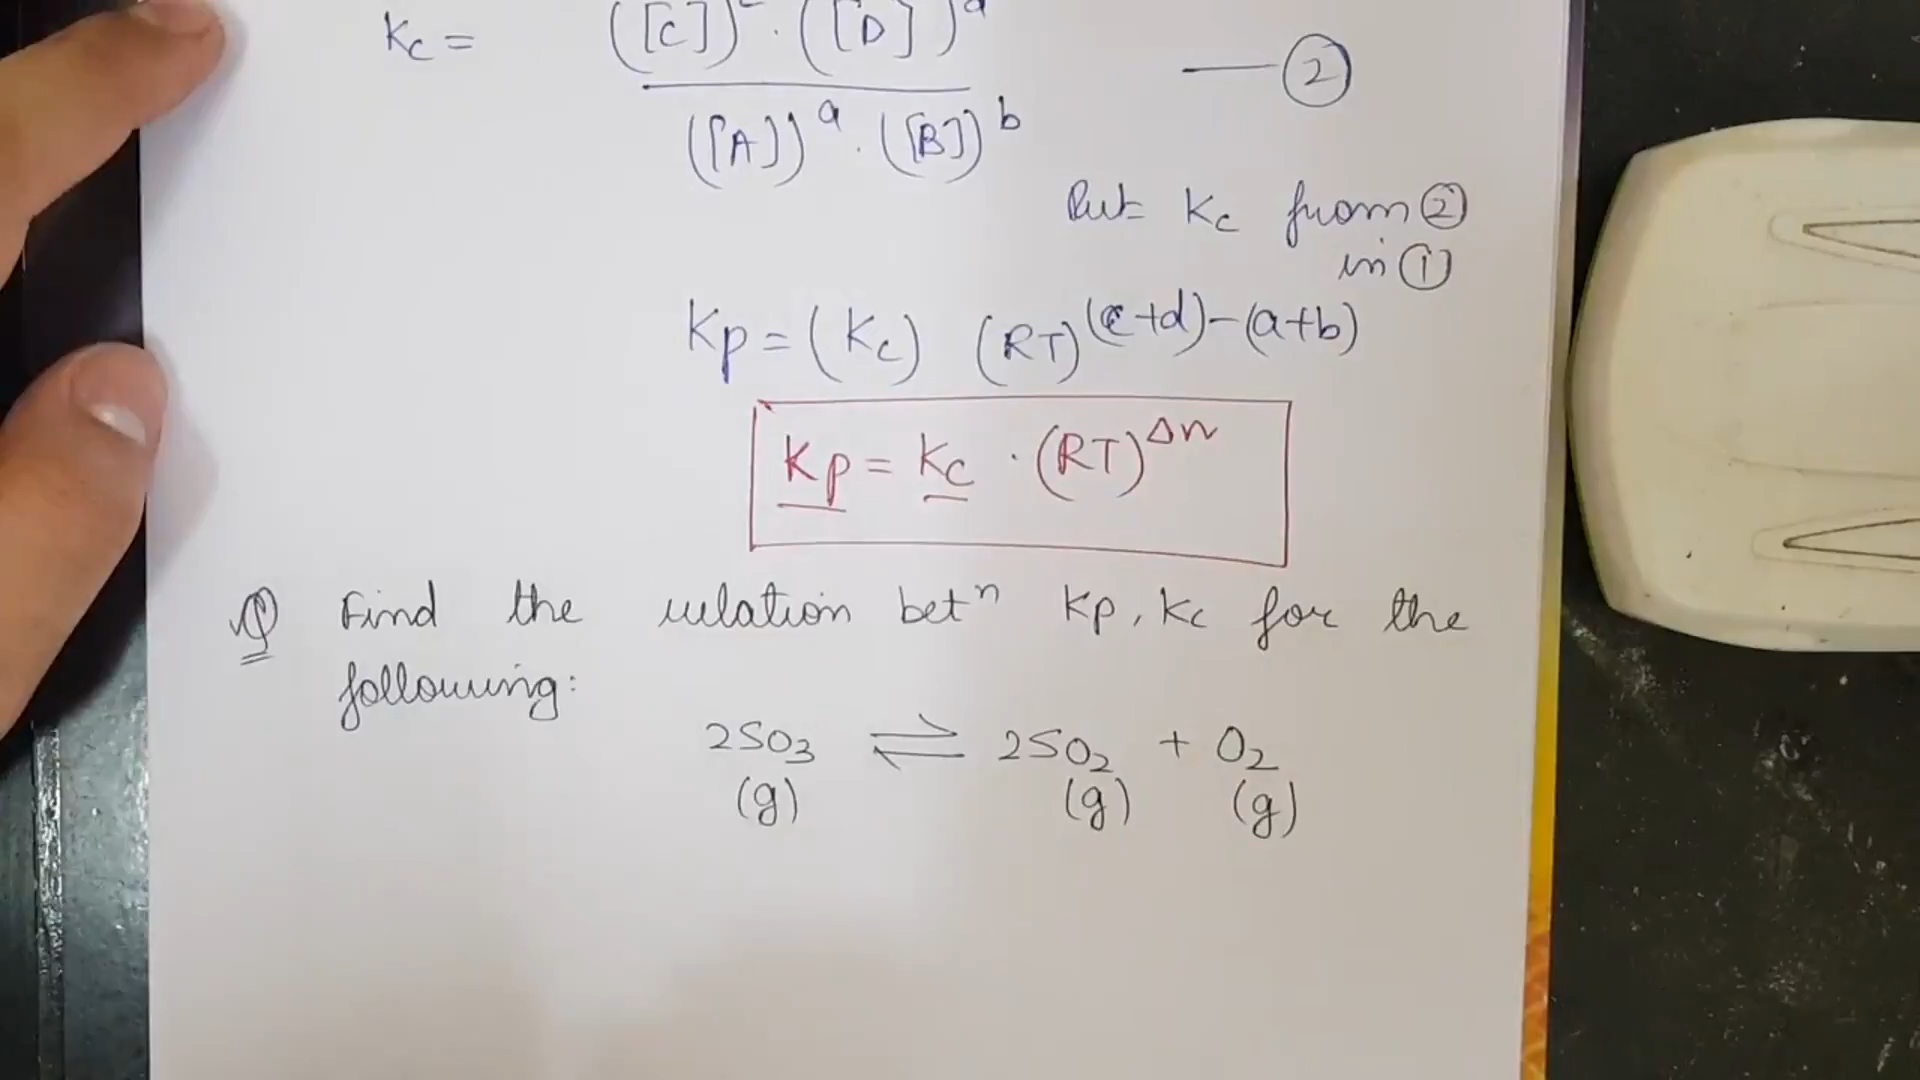 Kc = ([C])^c . ([D])^d
([A])^a . ([B])^b
— ②
Put Kc from ②
in ①
Kp = (Kc) (RT)^(c+d)-(a+b)
Kp = Kc . (RT)^Δn
Q Find the relation betⁿ Kp, Kc for the
following:
2SO₃ ⇌ 2SO₂ + O₂
(g) (g) (g)